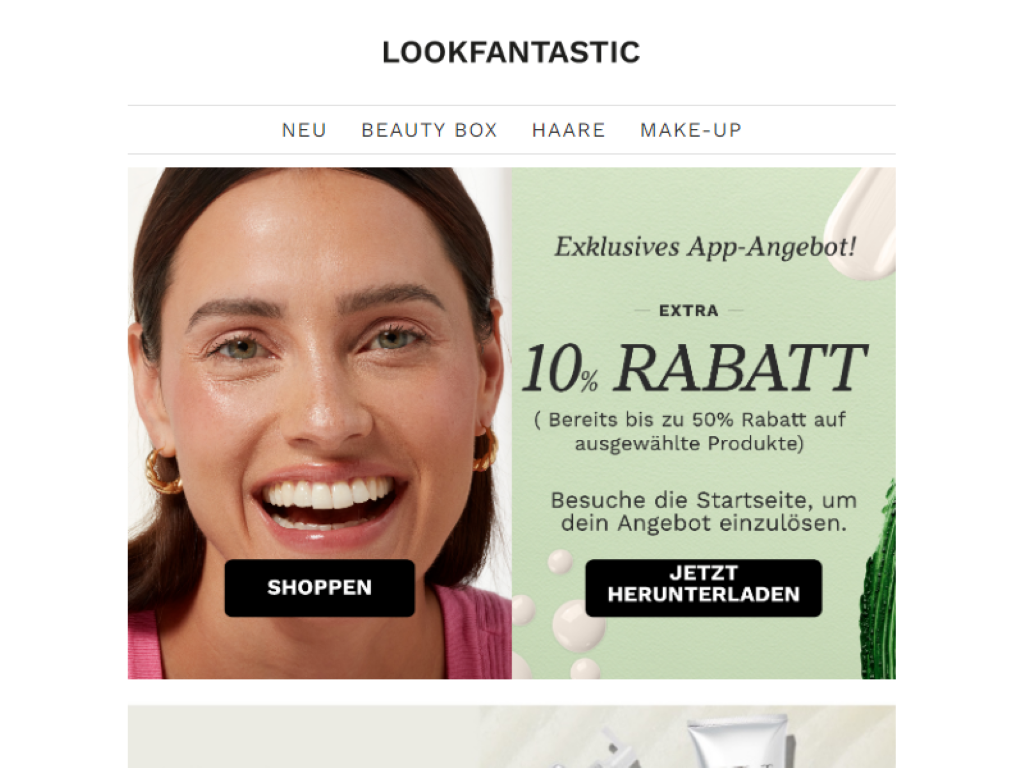 LOOKFANTASTIC
NEU BEAUTY BOX HAARE MAKE-UP
Exklusives App-Angebot!
EXTRA
10% RABATT
( Bereits bis zu 50% Rabatt auf
ausgewählte Produkte)
Besuche die Startseite, um
dein Angebot einzulösen.
SHOPPEN
JETZT
HERUNTERLADEN